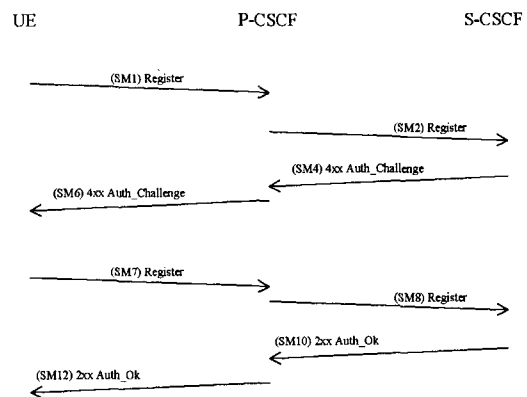 UE P-CSCF S-CSCF
(SM1) Register
(SM2) Register
(SM4) 4xx Auth_Challenge
(SM6) 4xx Auth_Challenge
(SM7) Register
(SM8) Register
(SM10) 2xx Auth_Ok
(SM12) 2xx Auth_Ok